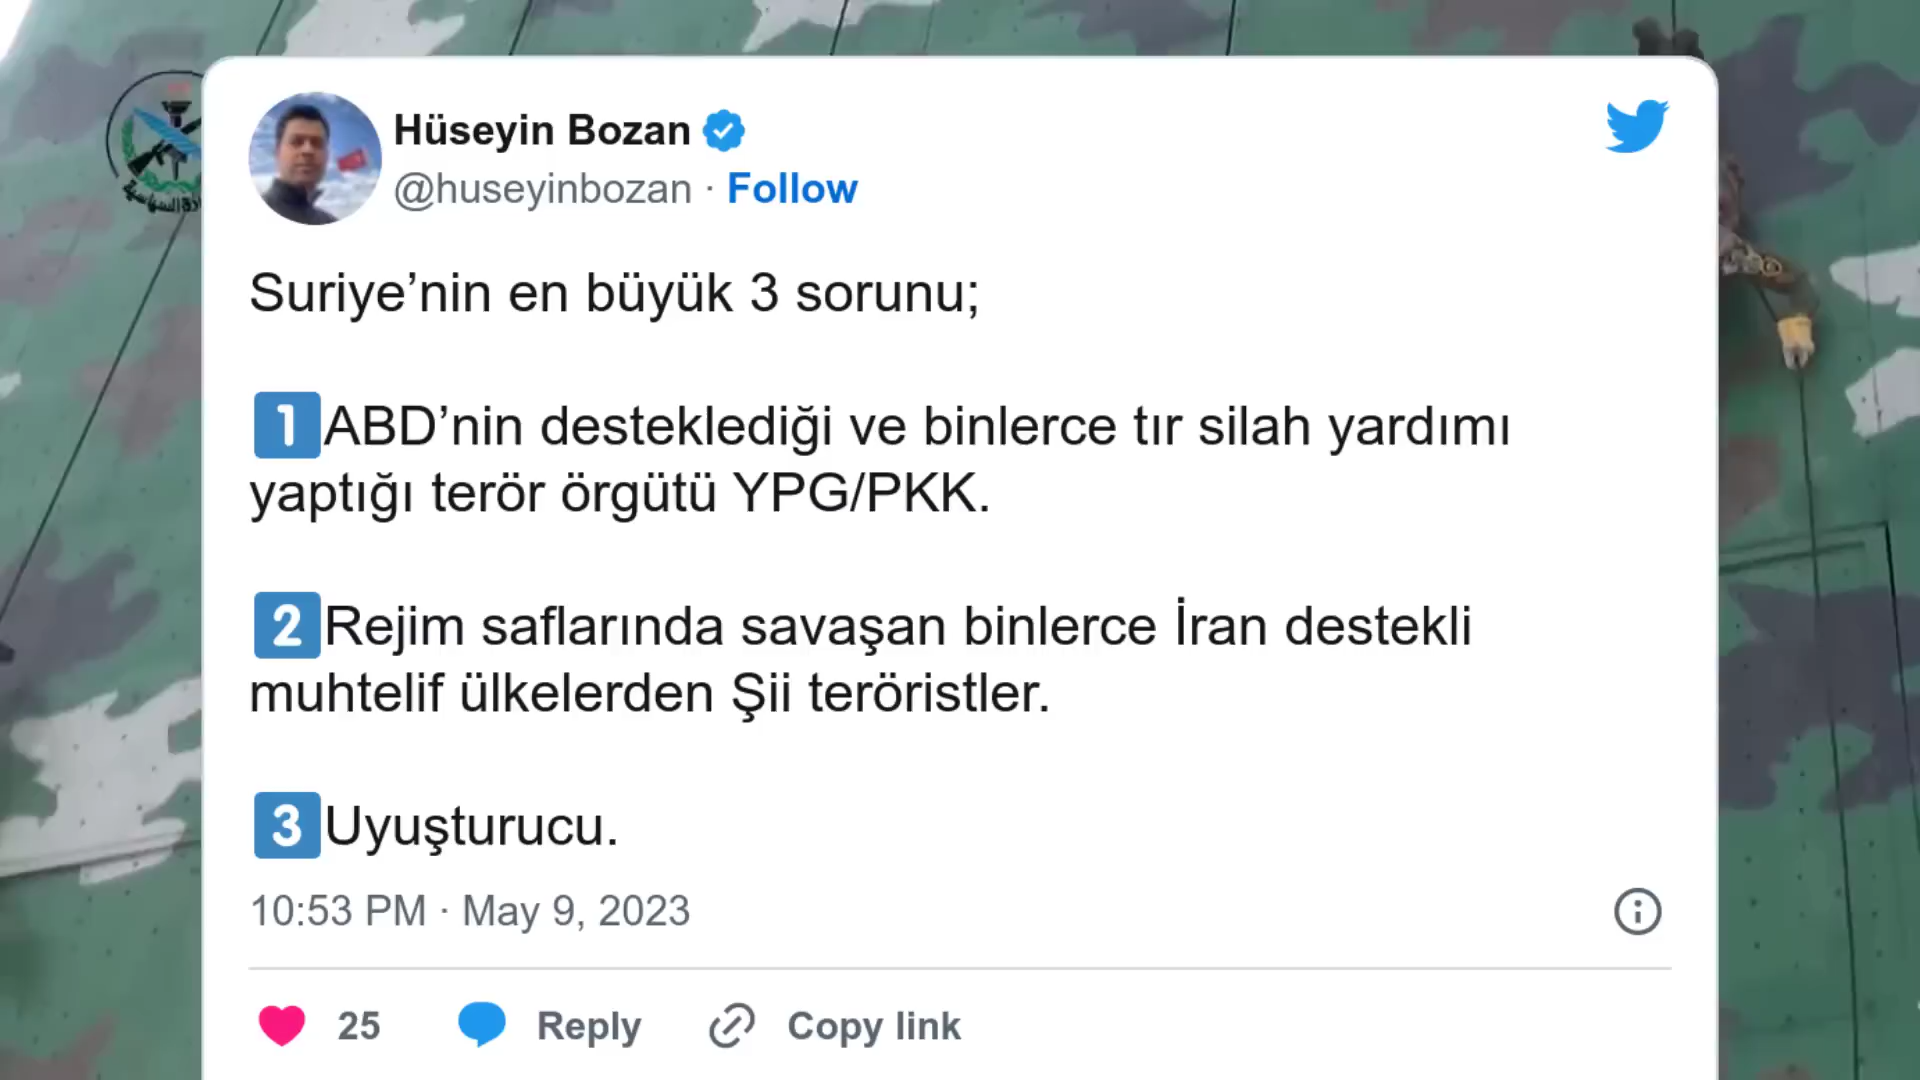 Hüseyin Bozan
@huseyinbozan · Follow
Suriye’nin en büyük 3 sorunu;
1️⃣ABD’nin desteklediği ve binlerce tır silah yardımı
yaptığı terör örgütü YPG/PKK.
2️⃣Rejim saflarında savaşan binlerce İran destekli
muhtelif ülkelerden Şii teröristler.
3️⃣Uyuşturucu.
10:53 PM · May 9, 2023
25 Reply Copy link